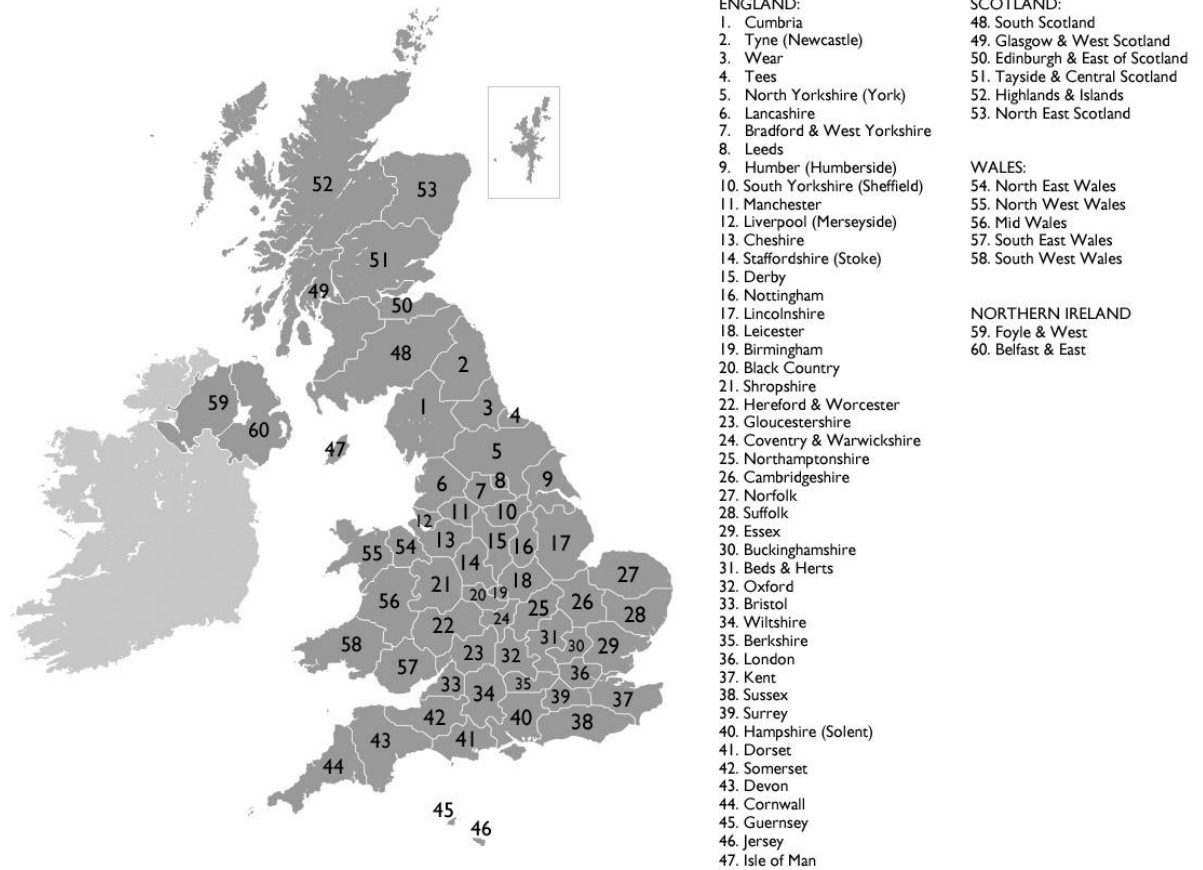 ENGLAND:
1. Cumbria
2. Tyne (Newcastle)
3. Wear
4. Tees
5. North Yorkshire (York)
6. Lancashire
7. Bradford & West Yorkshire
8. Leeds
9. Humber (Humberside)
10. South Yorkshire (Sheffield)
11. Manchester
12. Liverpool (Merseyside)
13. Cheshire
14. Staffordshire (Stoke)
15. Derby
16. Nottingham
17. Lincolnshire
18. Leicester
19. Birmingham
20. Black Country
21. Shropshire
22. Hereford & Worcester
23. Gloucestershire
24. Coventry & Warwickshire
25. Northamptonshire
26. Cambridgeshire
27. Norfolk
28. Suffolk
29. Essex
30. Buckinghamshire
31. Beds & Herts
32. Oxford
33. Bristol
34. Wiltshire
35. Berkshire
36. London
37. Kent
38. Sussex
39. Surrey
40. Hampshire (Solent)
41. Dorset
42. Somerset
43. Devon
44. Cornwall
45. Guernsey
46. Jersey
47. Isle of Man
SCOTLAND:
48. South Scotland
49. Glasgow & West Scotland
50. Edinburgh & East of Scotland
51. Tayside & Central Scotland
52. Highlands & Islands
53. North East Scotland
WALES:
54. North East Wales
55. North West Wales
56. Mid Wales
57. South East Wales
58. South West Wales
NORTHERN IRELAND
59. Foyle & West
60. Belfast & East
52
53
51
49
50
48
2
59
1
3
4
60
47
5
6
7
8
9
12
11
10
13
15
16
17
55
54
14
27
21
18
20
19
56
25
26
28
22
24
58
31
30
29
57
23
32
36
33
34
35
39
37
42
40
38
43
41
44
45
46